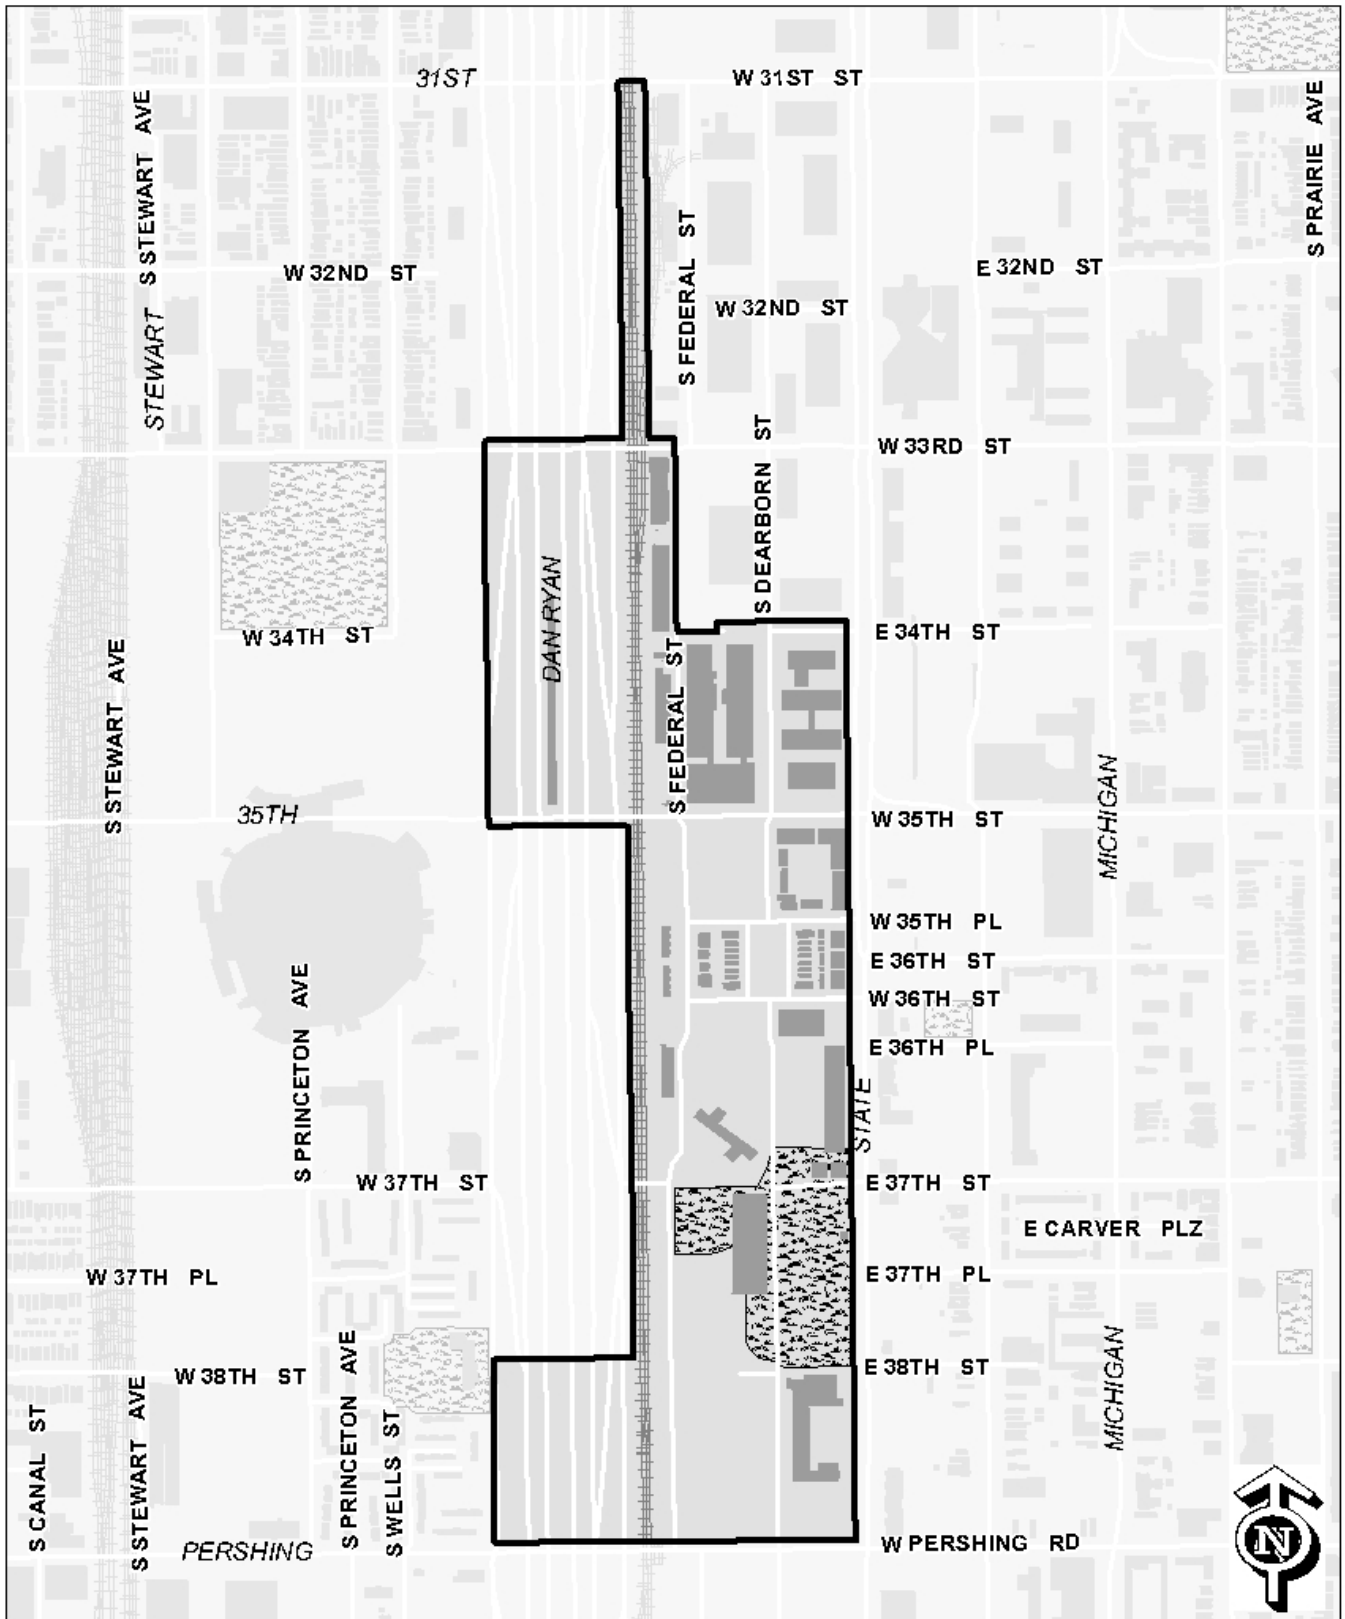 31ST
W 31ST ST
S STEWART AVE
S PRAIRIE AVE
W 32ND ST
E 32ND ST
S FEDERAL ST
W 32ND ST
STEWART
W 33RD ST
S DEARBORN ST
DAN RYAN
W 34TH ST
E 34TH ST
S STEWART AVE
S FEDERAL ST
35TH
W 35TH ST
MICHIGAN
W 35TH PL
E 36TH ST
W 36TH ST
S PRINCETON AVE
E 36TH PL
STATE
W 37TH ST
E 37TH ST
E CARVER PLZ
W 37TH PL
E 37TH PL
W 38TH ST
E 38TH ST
S PRINCETON AVE
MICHIGAN
S CANAL ST
S STEWART AVE
S WELLS ST
PERSHING
W PERSHING RD
N